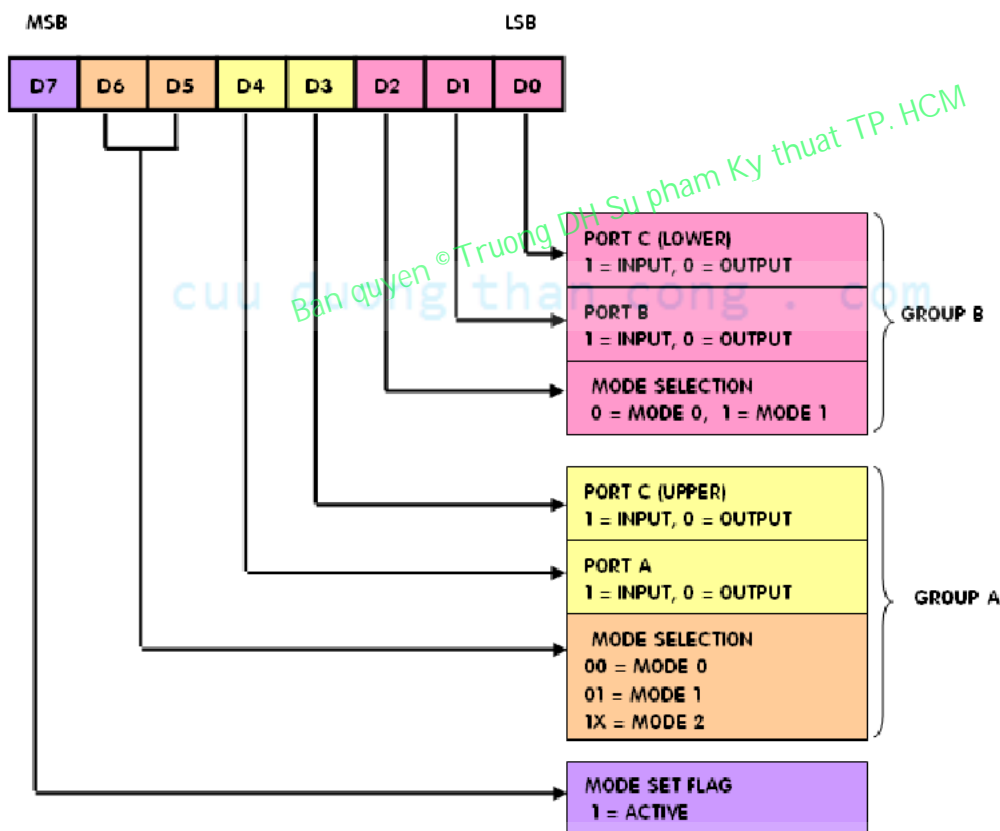 MSB LSB
D7 D6 D5 D4 D3 D2 D1 D0
PORT C (LOWER)
1 = INPUT, 0 = OUTPUT
PORT B
1 = INPUT, 0 = OUTPUT
MODE SELECTION
0 = MODE 0, 1 = MODE 1
GROUP B
PORT C (UPPER)
1 = INPUT, 0 = OUTPUT
PORT A
1 = INPUT, 0 = OUTPUT
MODE SELECTION
00 = MODE 0
01 = MODE 1
1X = MODE 2
GROUP A
MODE SET FLAG
1 = ACTIVE
Ban quyen © Truong DH Su pham Ky thuat TP. HCM
cuu duong than cong . com